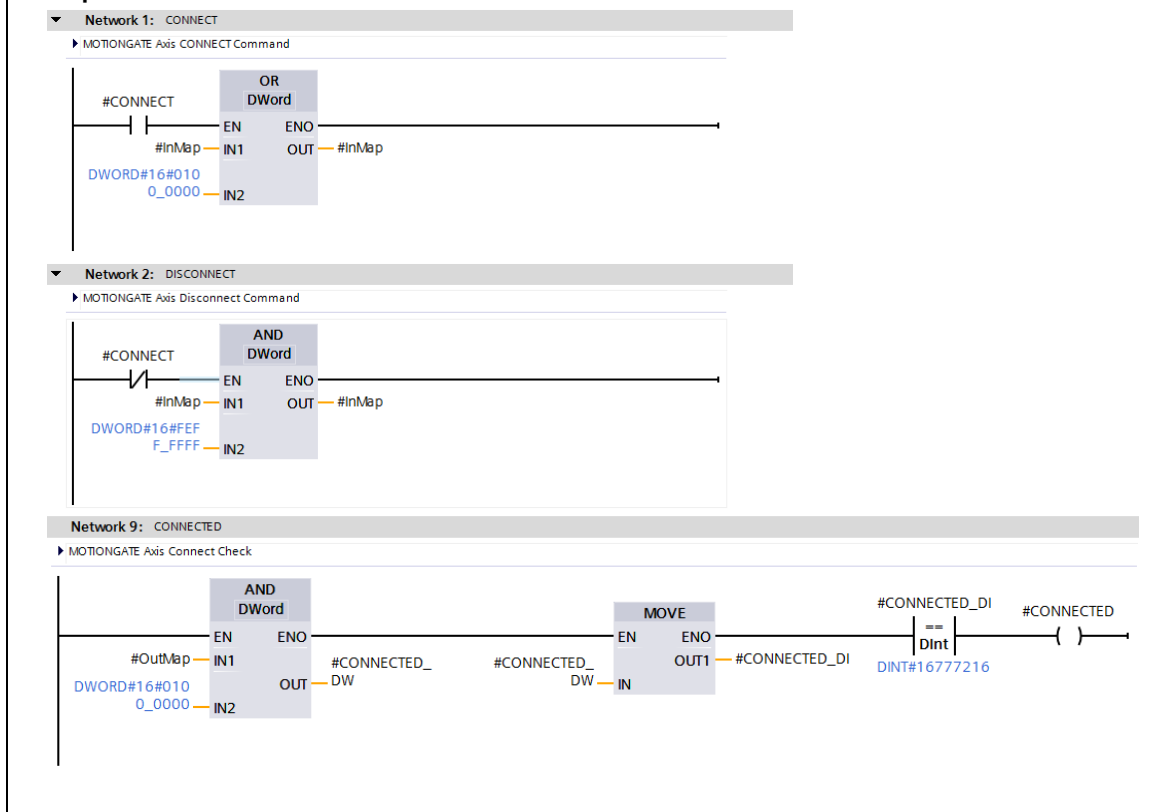 Network 1: CONNECT
MOTIONGATE Axis CONNECT Command
OR
#CONNECT
DWord
EN ENO
#InMap IN1 OUT #InMap
DWORD#16#010
0_0000 IN2
Network 2: DISCONNECT
MOTIONGATE Axis Disconnect Command
AND
#CONNECT
DWord
EN ENO
#InMap IN1 OUT #InMap
DWORD#16#FEF
F_FFFF IN2
Network 9: CONNECTED
MOTIONGATE Axis Connect Check
AND
DWord
EN ENO
#OutMap IN1
DWORD#16#010
0_0000 IN2
OUT #CONNECTED_
DW
MOVE
EN ENO
#CONNECTED_
DW IN
OUT1 #CONNECTED_DI
#CONNECTED_DI
==
DInt
DINT#16777216
#CONNECTED
( )